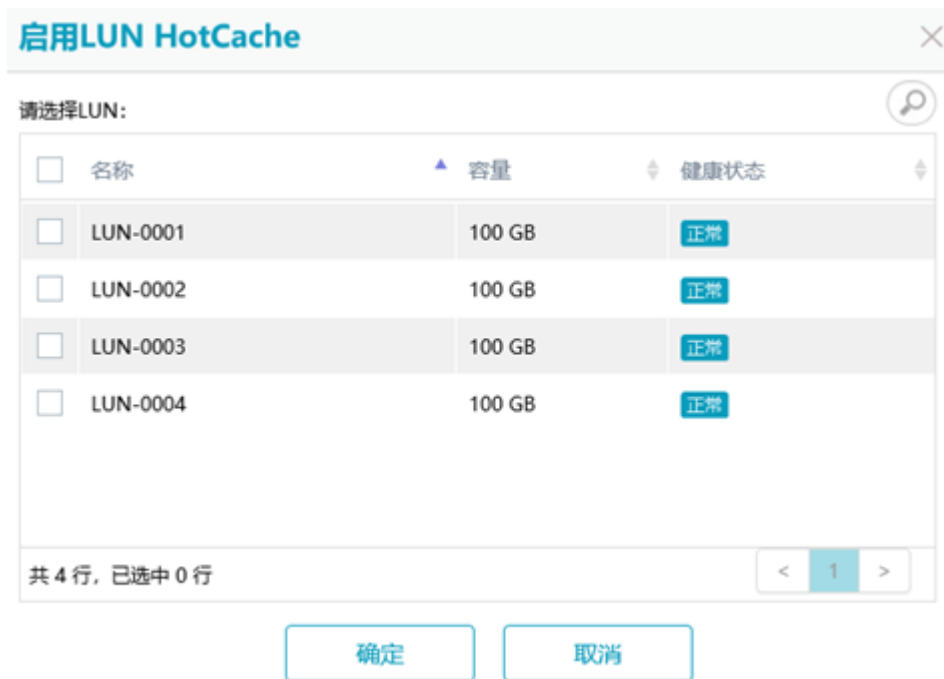 启用LUN HotCache
请选择LUN:
名称 容量 健康状态
LUN-0001 100 GB 正常
LUN-0002 100 GB 正常
LUN-0003 100 GB 正常
LUN-0004 100 GB 正常
共 4 行, 已选中 0 行 < 1 >
确定 取消